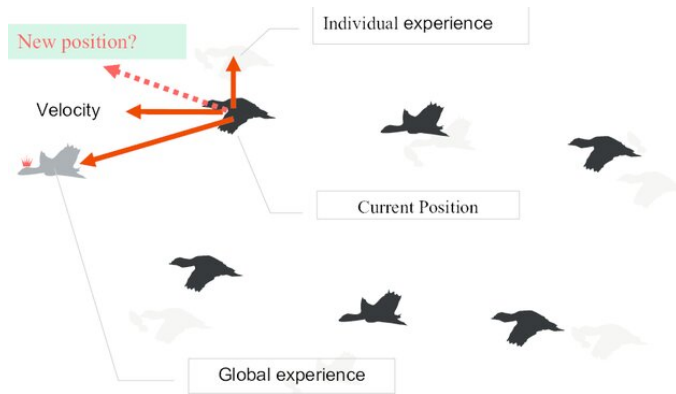 Individual experience
New position?
Velocity
Current Position
Global experience